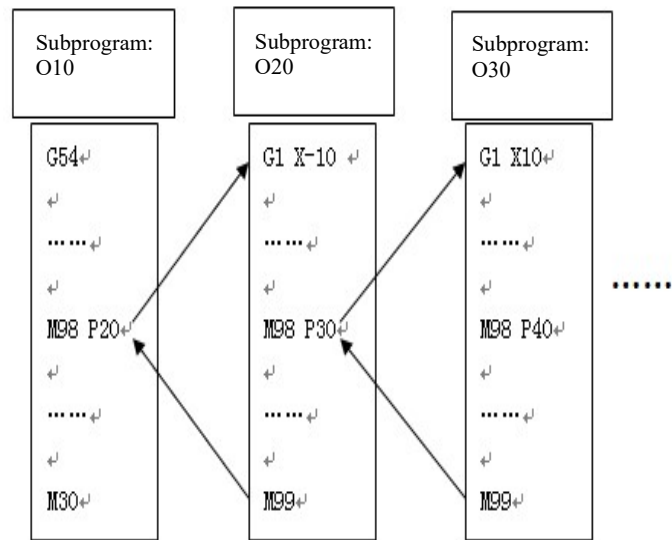 Subprogram:
O10
Subprogram:
O20
Subprogram:
O30
G54↵
↵
……↵
↵
M98 P20↵
↵
……↵
↵
M30↵
G1 X-10 ↵
↵
……↵
↵
M98 P30↵
↵
……↵
↵
M99↵
G1 X10↵
↵
……↵
↵
M98 P40↵
↵
……↵
↵
M99↵
……